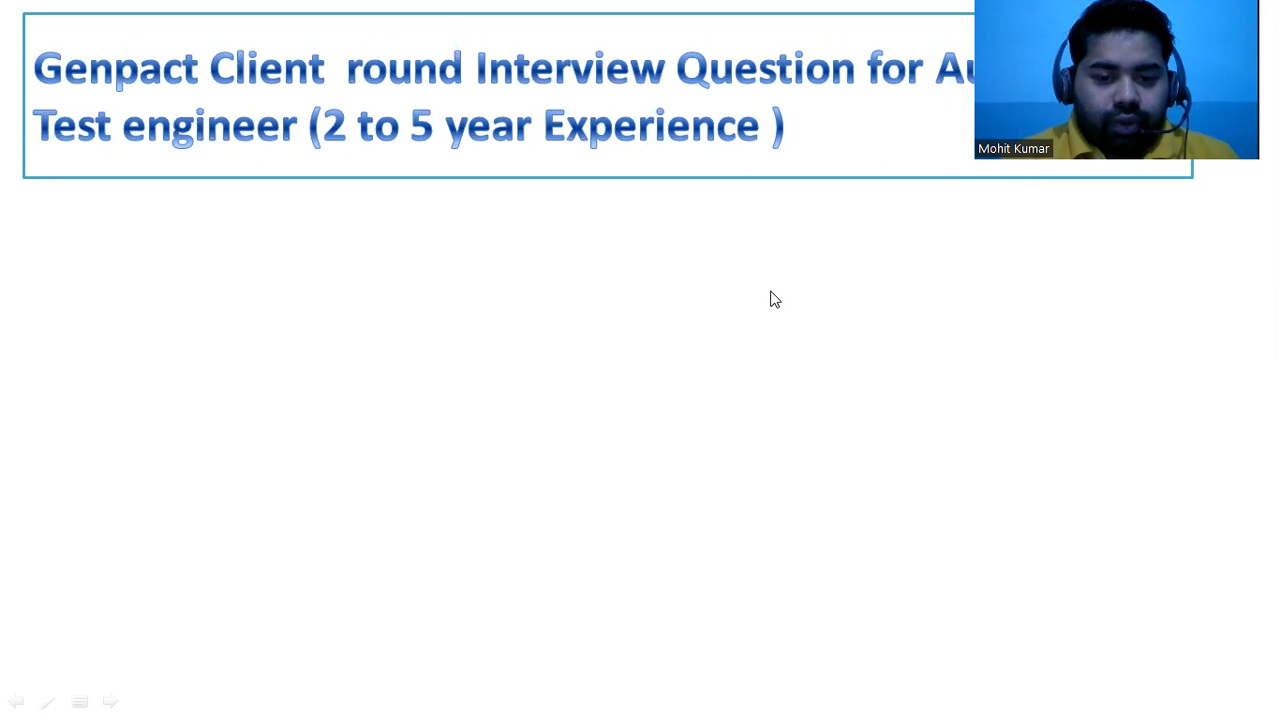 Genpact Client round Interview Question for
Test engineer (2 to 5 year Experience )
Mohit Kumar